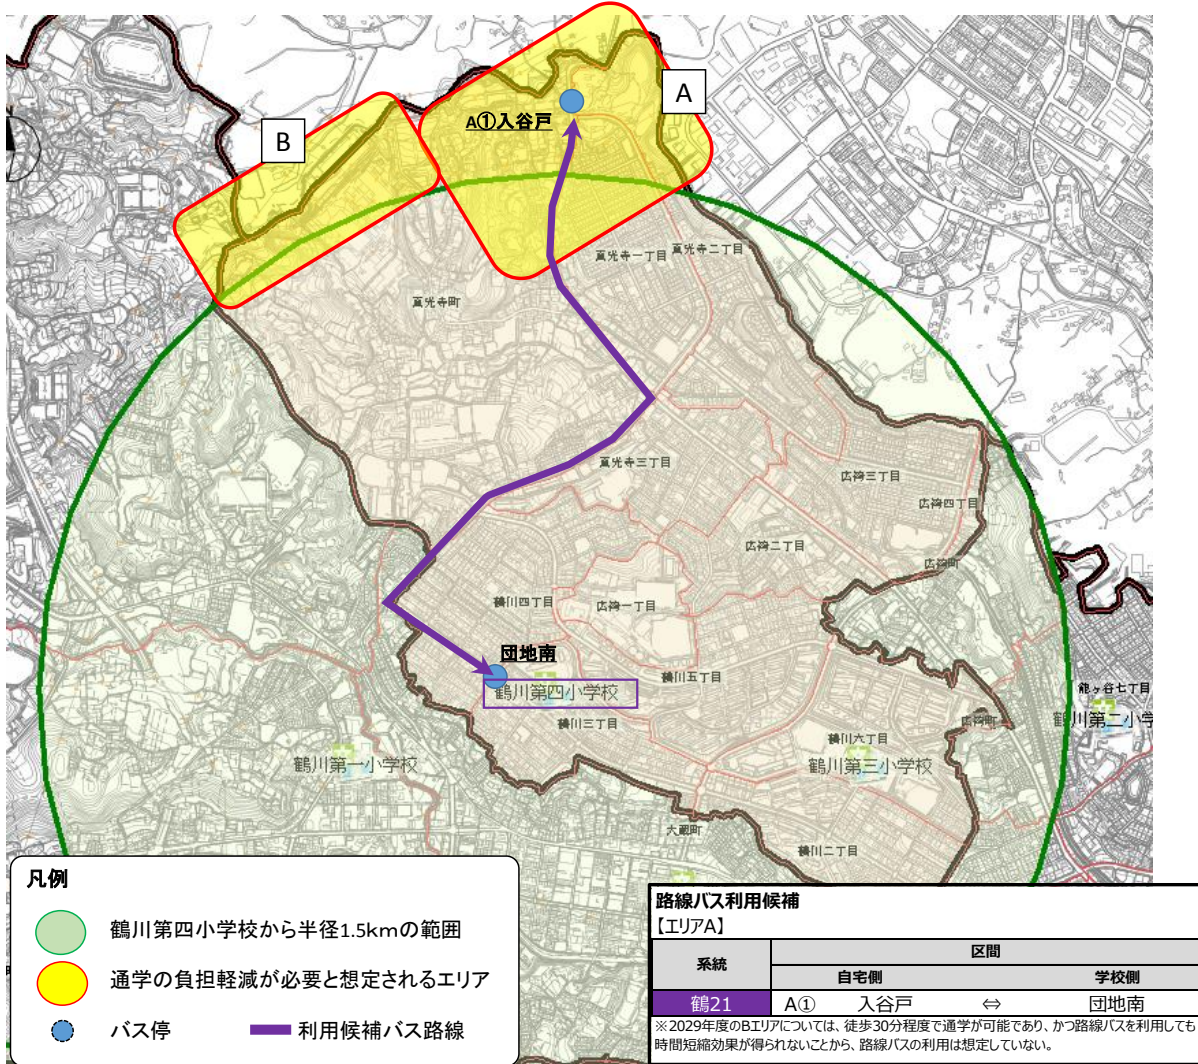 A
B
A①入谷戸
真光寺一丁目
真光寺二丁目
真光寺町
真光寺三丁目
広袴三丁目
広袴四丁目
広袴二丁目
広袴町
鶴川四丁目
広袴一丁目
団地南
鶴川第四小学校
鶴川五丁目
能ヶ谷七丁目
鶴川三丁目
広袴町
鶴川第二小学
鶴川六丁目
鶴川第一小学校
鶴川第三小学校
大蔵町
鶴川二丁目
凡例
鶴川第四小学校から半径1.5kmの範囲
通学の負担軽減が必要と想定されるエリア
バス停
利用候補バス路線
路線バス利用候補
【エリアA】
系統 区間
自宅側 学校側
鶴21 A① 入谷戸 ⇔ 団地南
※2029年度のBエリアについては、徒歩30分程度で通学が可能であり、かつ路線バスを利用しても
時間短縮効果が得られないことから、路線バスの利用は想定していない。